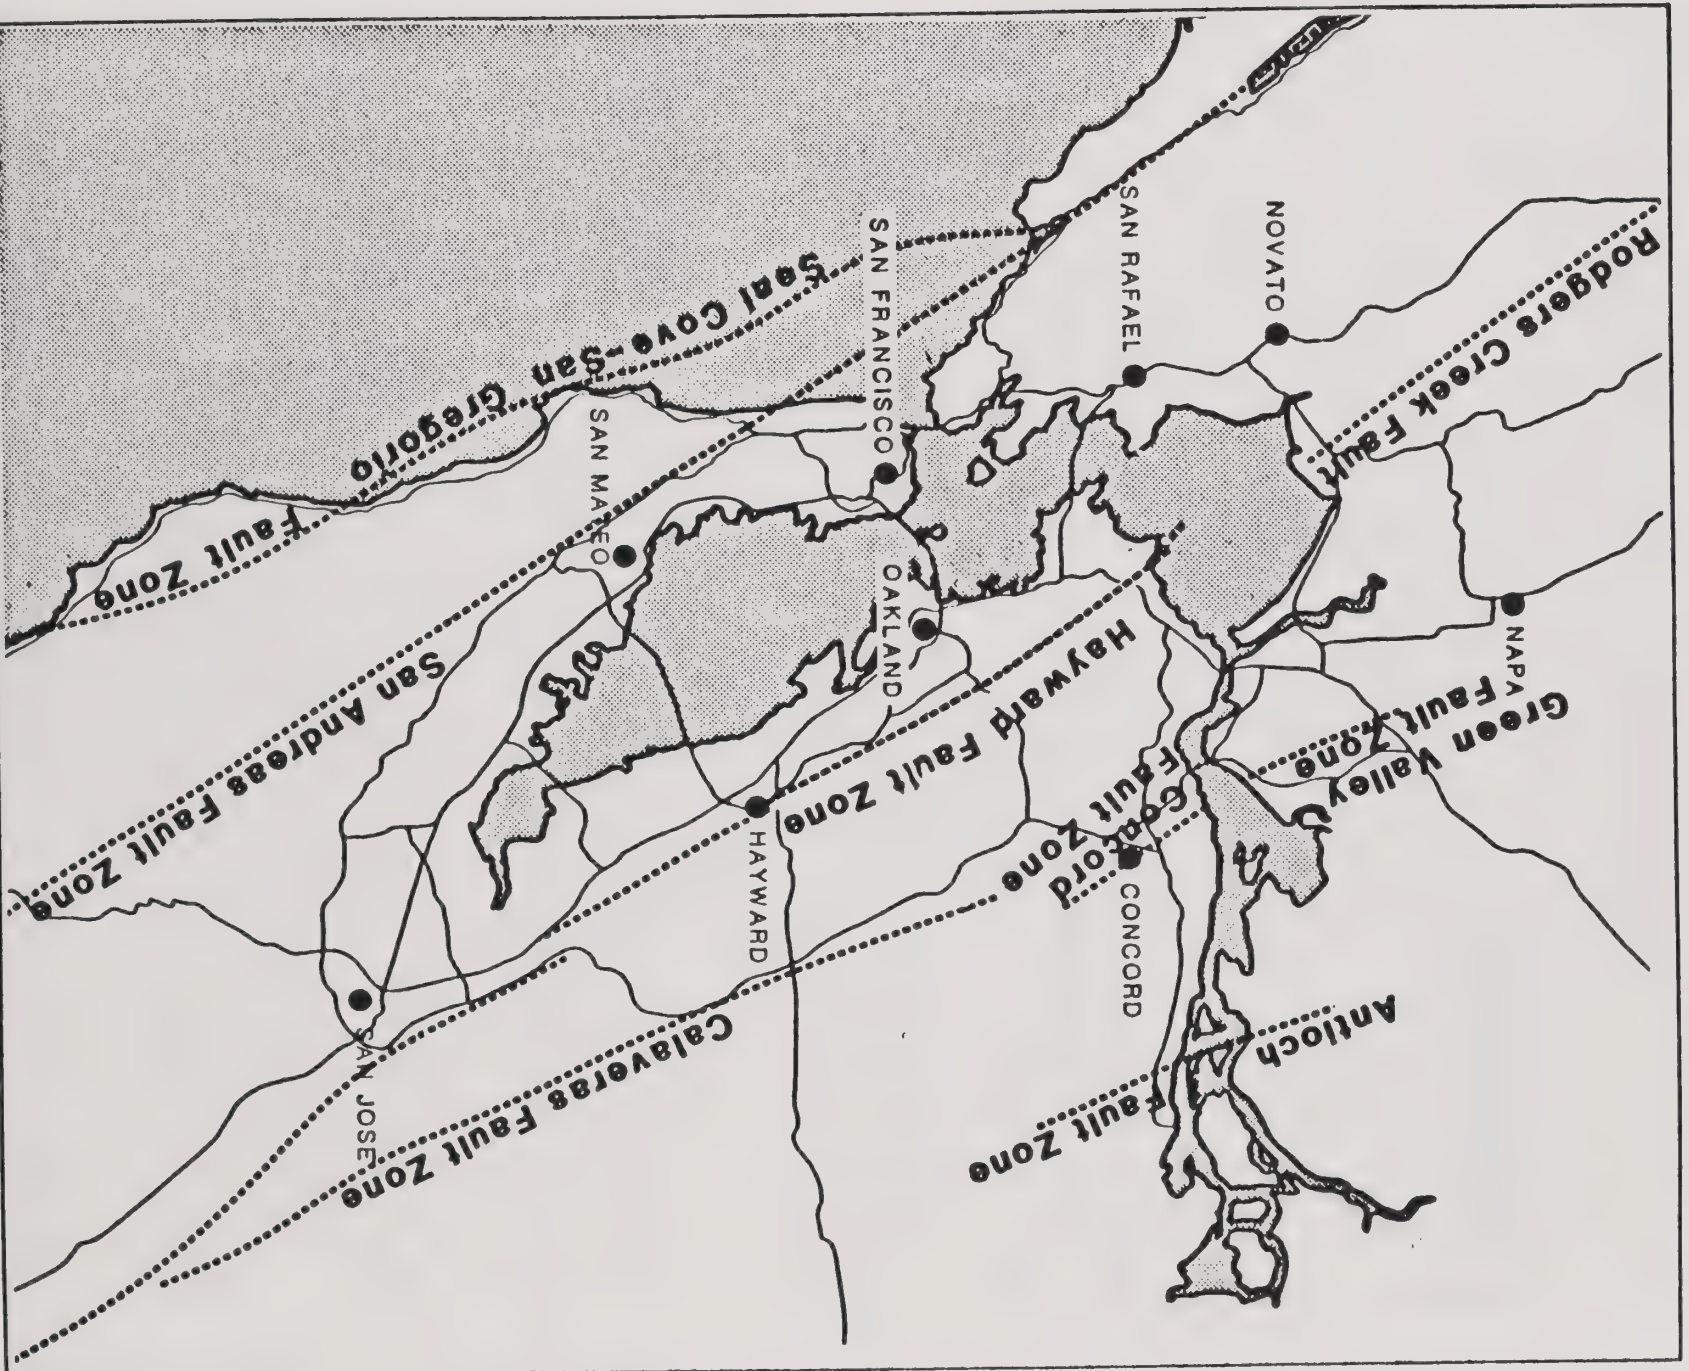 SAN RAFAEL
NOVATO
Rodgers Creek Fault
NAPA
Green Valley
Fault Zone
SAN FRANCISCO
Seal Cove-San Gregorio
Fault Zone
SAN MATEO
OAKLAND
San Andreas Fault Zone
Hayward Fault Zone
HAYWARD
Concord
Fault Zone
CONCORD
Antioch
Fault Zone
Calaveras Fault Zone
SAN JOSE